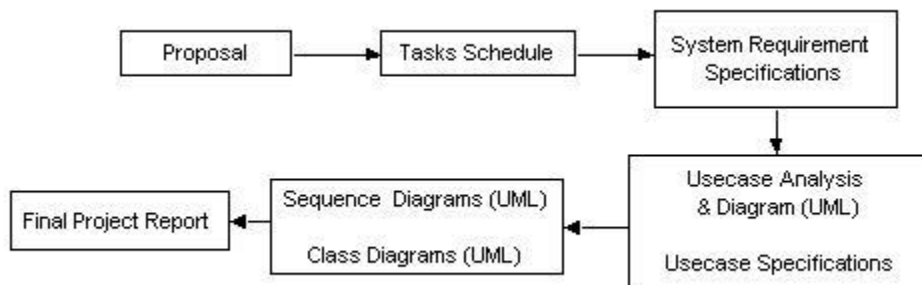 Proposal
Tasks Schedule
System Requirement
Specifications
Usecase Analysis
& Diagram (UML)
Usecase Specifications
Sequence Diagrams (UML)
Class Diagrams (UML)
Final Project Report